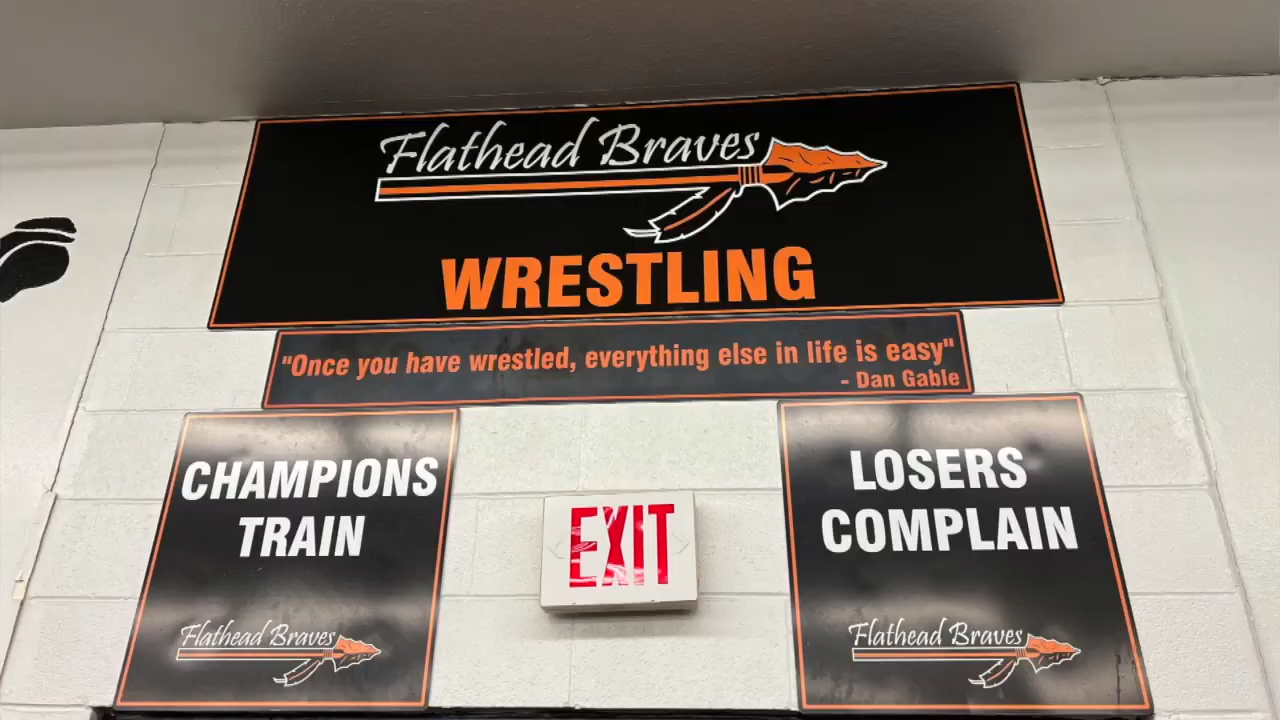 Flathead Braves
WRESTLING
"Once you have wrestled, everything else in life is easy"
- Dan Gable
CHAMPIONS
TRAIN
Flathead Braves
EXIT
LOSERS
COMPLAIN
Flathead Braves